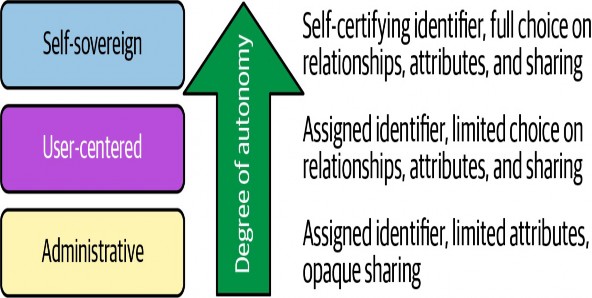 Self-sovereign
Self-certifying identifier, full choice on
relationships, attributes, and sharing
User-centered
Assigned identifier, limited choice on
relationships, attributes, and sharing
Administrative
Assigned identifier, limited attributes,
opaque sharing
Degree of autonomy